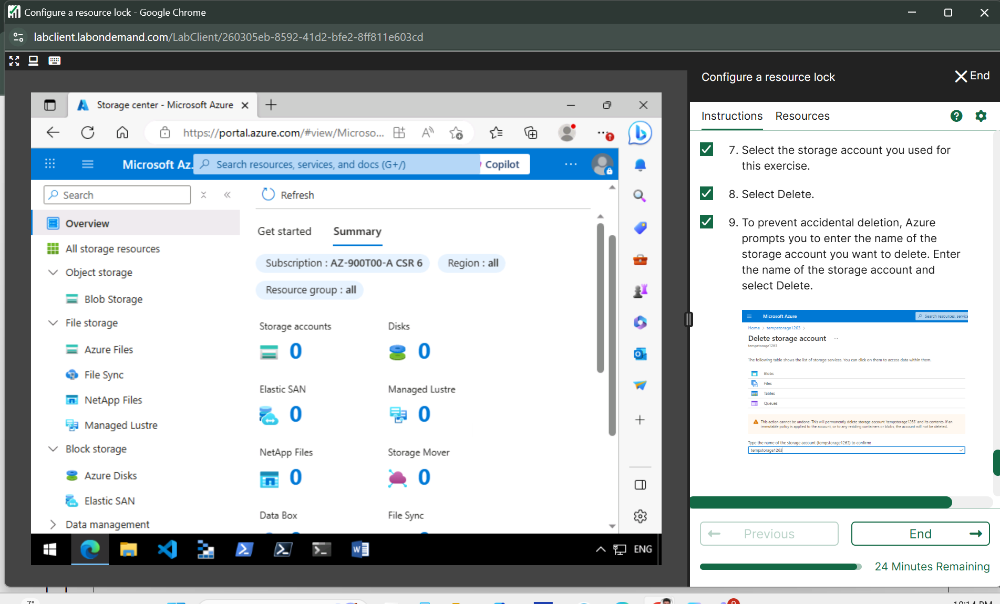 Configure a resource lock - Google Chrome
labclient.labondemand.com/LabClient/260305eb-8592-41d2-bfe2-8ff811e603cd
Storage center - Microsoft Azure
https://portal.azure.com/#view/Microso...
Microsoft Az.
Search resources, services, and docs (G+/)
Copilot
Search
Overview
All storage resources
Object storage
Blob Storage
File storage
Azure Files
File Sync
NetApp Files
Managed Lustre
Block storage
Azure Disks
Elastic SAN
Data management
Refresh
Get started
Summary
Subscription : AZ-900T00-A CSR 6
Region : all
Resource group : all
Storage accounts
0
Disks
0
Elastic SAN
0
Managed Lustre
0
NetApp Files
0
Storage Mover
0
Data Box
File Sync
ENG
Configure a resource lock
End
Instructions
Resources
7. Select the storage account you used for
this exercise.
8. Select Delete.
9. To prevent accidental deletion, Azure
prompts you to enter the name of the
storage account you want to delete. Enter
the name of the storage account and
select Delete.
Microsoft Azure
Search resources, service
Home > tempstorage1263 >
Delete storage account ...
tempstorage1263
The following table shows the list of storage services. You can click on them to access data within them.
Blobs
Files
Tables
Queues
This action cannot be undone. This will permanently delete storage account 'tempstorage1263' and its contents. If an
immutable policy is applied to the account, or to any residing containers or blobs, the account will not be deleted.
Type the name of the storage account (tempstorage1263) to confirm:
tempstorage1263
Previous
End
24 Minutes Remaining
7°